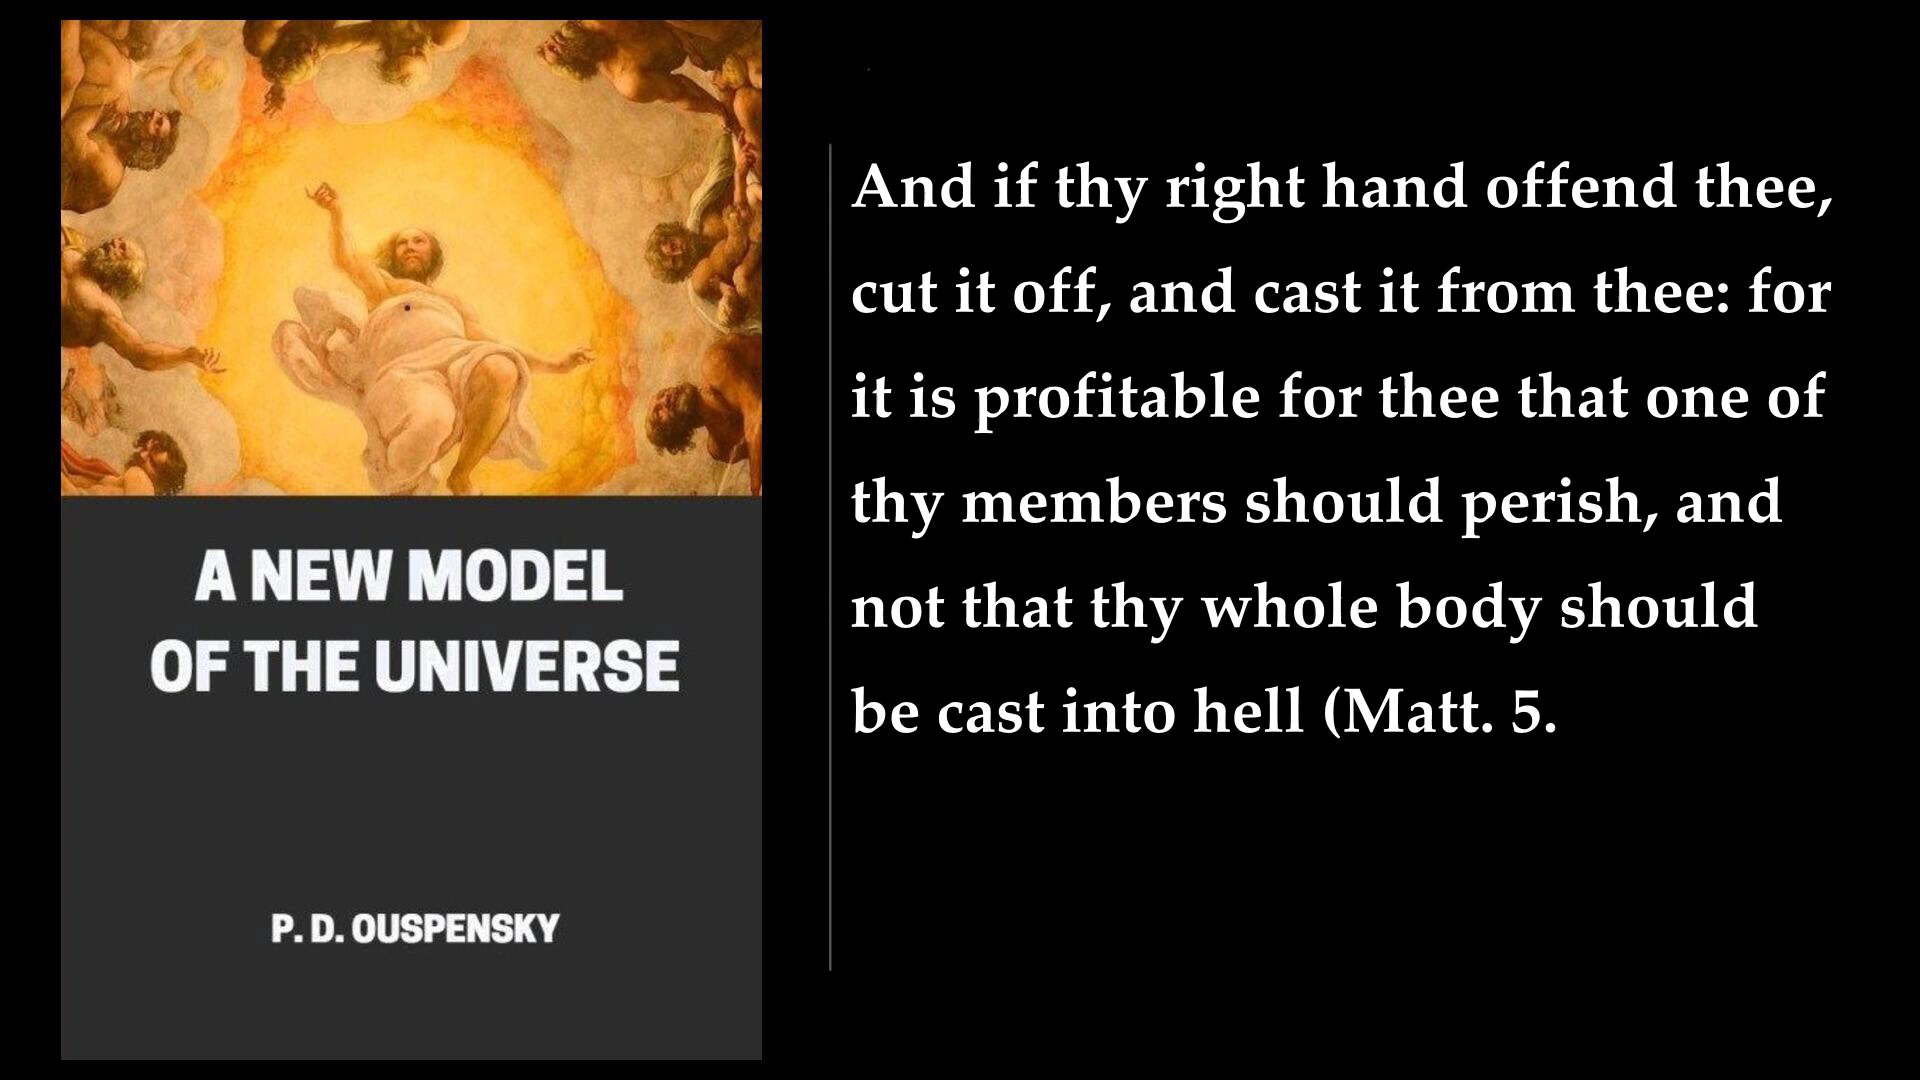 A NEW MODEL
OF THE UNIVERSE
P. D. OUSPENSKY
And if thy right hand offend thee,
cut it off, and cast it from thee: for
it is profitable for thee that one of
thy members should perish, and
not that thy whole body should
be cast into hell (Matt. 5.